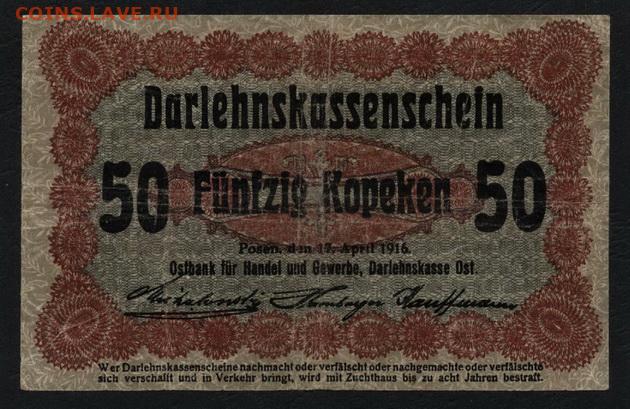 COINS.LAVE.RU
Darlehnskassenschein
50 Fünfzig Kopeken 50
Posen, den 17. April 1916.
Ostbank für Handel und Gewerbe, Darlehnskasse Ost.
Hamburger Kauffmann
Wer Darlehnskassenscheine nachmacht oder verfälscht oder nachgemachte oder verfälschte
sich verschafft und in Verkehr bringt, wird mit Zuchthaus bis zu acht Jahren bestraft.